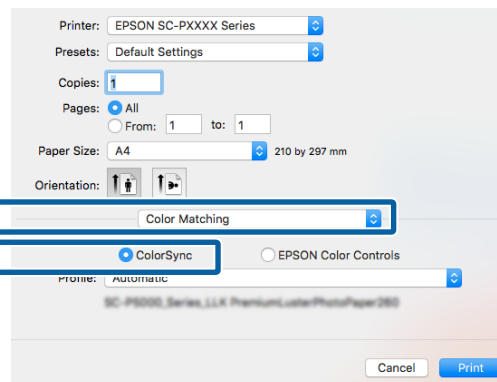 Printer: EPSON SC-PXXXX Series
Presets: Default Settings
Copies: 1
Pages: All
From: 1 to: 1
Paper Size: A4 210 by 297 mm
Orientation:
Color Matching
ColorSync EPSON Color Controls
Profile: Automatic
SC-P5000_Series_LLK PremiumLusterPhotoPaper260
Cancel Print